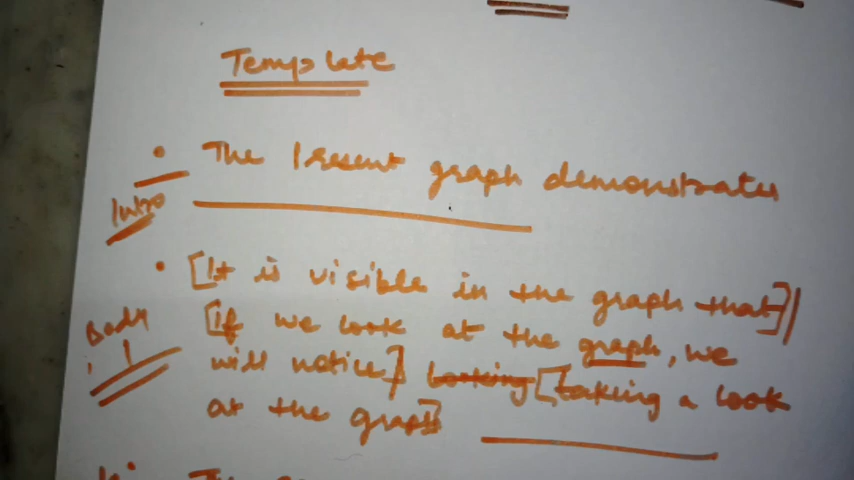 Template
• The Present graph demonstrates
Intro
• [It is visible in the graph that]
Body
[if we look at the graph, we
will notice] looking [taking a look
at the graph]